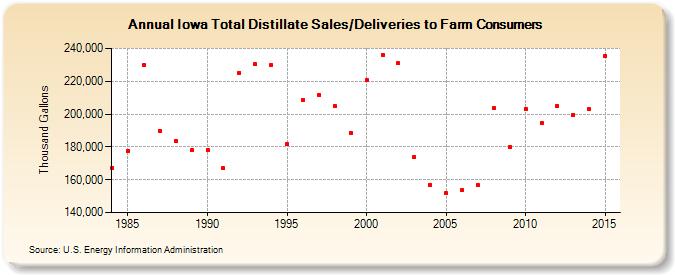 Annual Iowa Total Distillate Sales/Deliveries to Farm Consumers
Thousand Gallons
240,000
220,000
200,000
180,000
160,000
140,000
1985 1990 1995 2000 2005 2010 2015
Source: U.S. Energy Information Administration